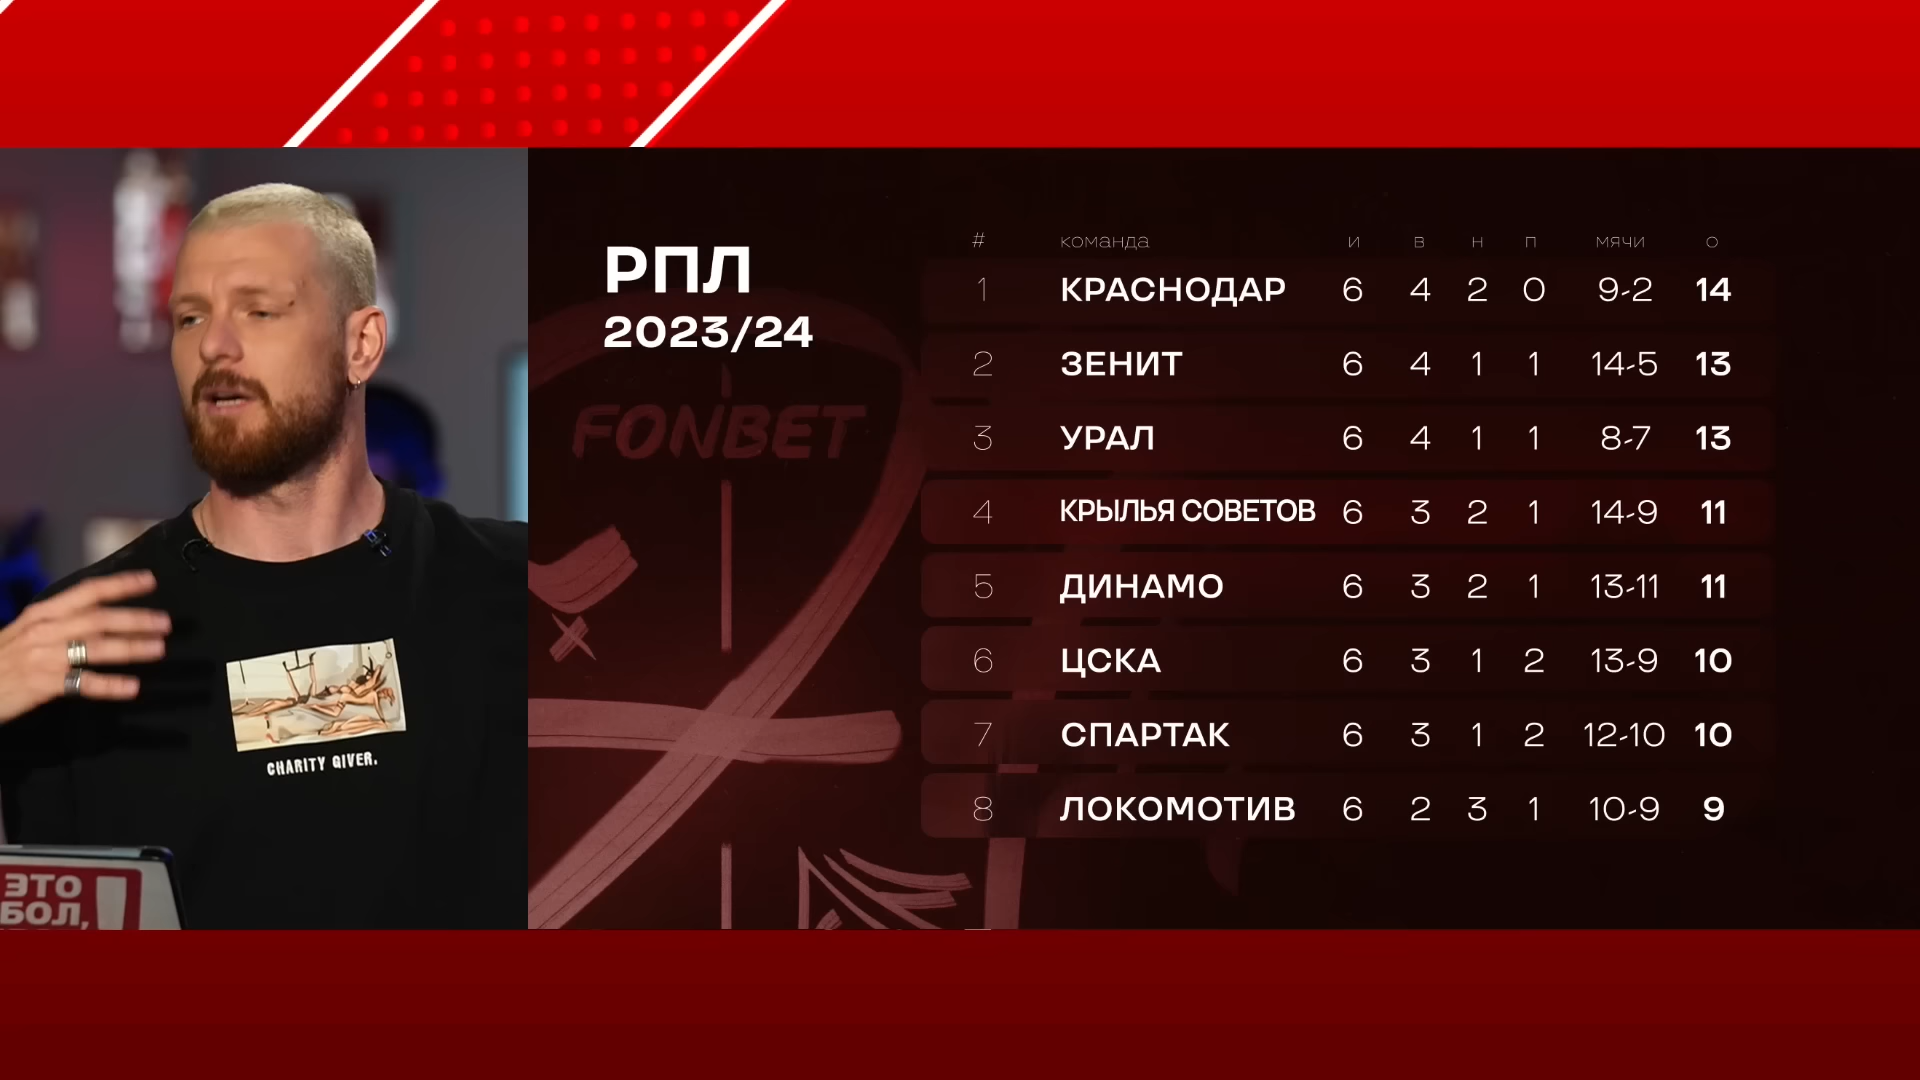 РПЛ
2023/24
FONBET
# команда и в н п мячи о
1 КРАСНОДАР 6 4 2 0 9-2 14
2 ЗЕНИТ 6 4 1 1 14-5 13
3 УРАЛ 6 4 1 1 8-7 13
4 КРЫЛЬЯ СОВЕТОВ 6 3 2 1 14-9 11
5 ДИНАМО 6 3 2 1 13-11 11
6 ЦСКА 6 3 1 2 13-9 10
7 СПАРТАК 6 3 1 2 12-10 10
8 ЛОКОМОТИВ 6 2 3 1 10-9 9
CHARITY GIVER.
ЭТО
БОЛ,